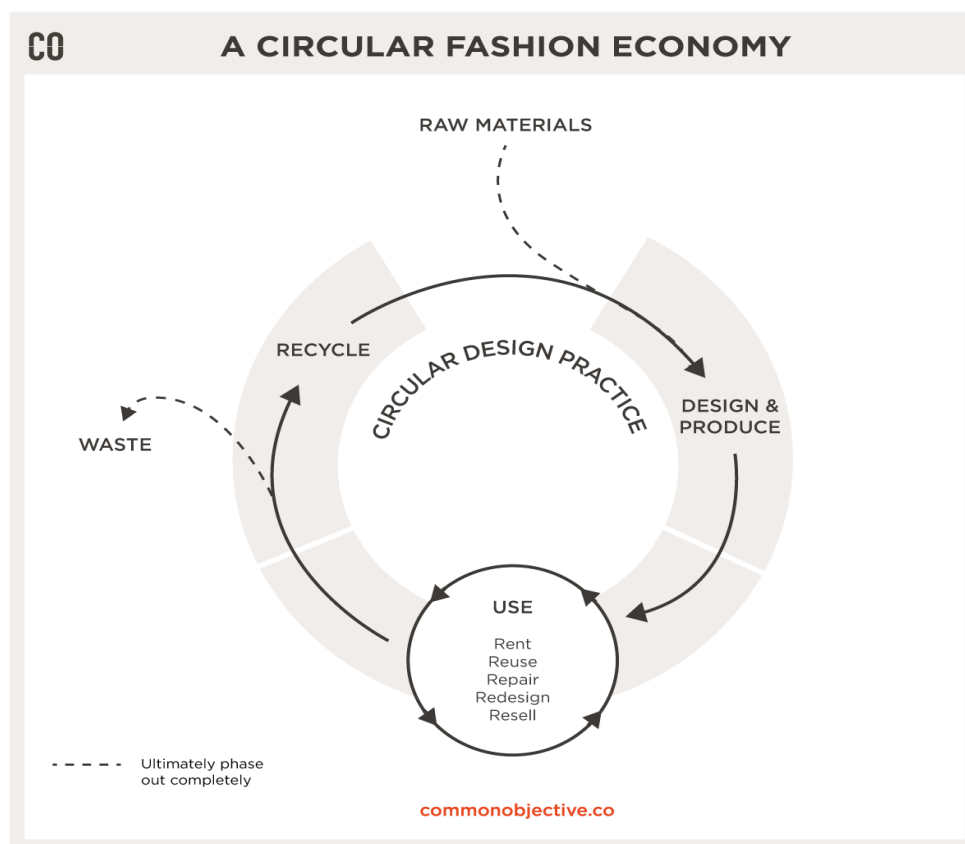 CO
A CIRCULAR FASHION ECONOMY
RAW MATERIALS
RECYCLE
CIRCULAR DESIGN PRACTICE
DESIGN &
PRODUCE
WASTE
USE
Rent
Reuse
Repair
Redesign
Resell
Ultimately phase
out completely
commonobjective.co